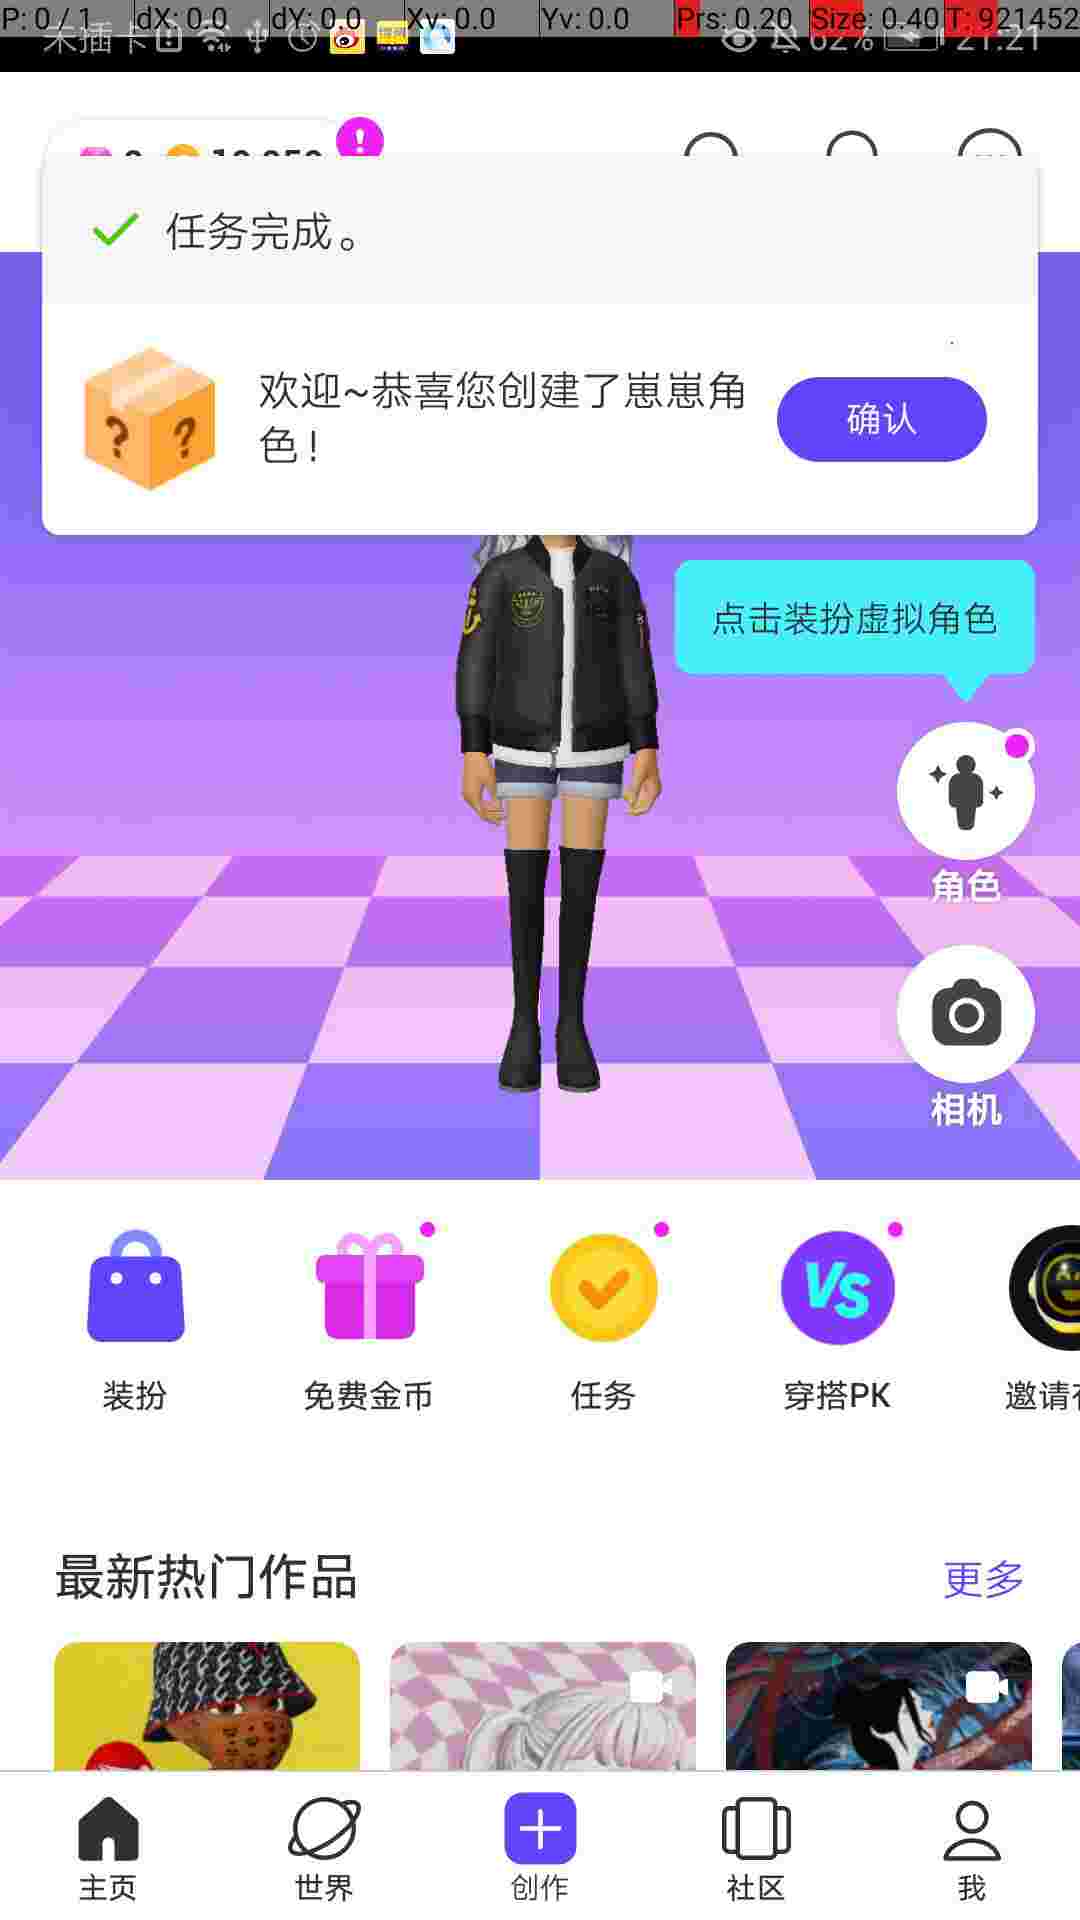 P: 0 / 1 dX: 0.0 dY: 0.0 Xv: 0.0 Yv: 0.0 Prs: 0.20 Size: 0.40 T: 921452
未插卡 62% 21:21
任务完成。
欢迎~恭喜您创建了崽崽角
色!
确认
点击装扮虚拟角色
角色
相机
装扮 免费金币 任务 穿搭PK 邀请
最新热门作品 更多
主页 世界 创作 社区 我